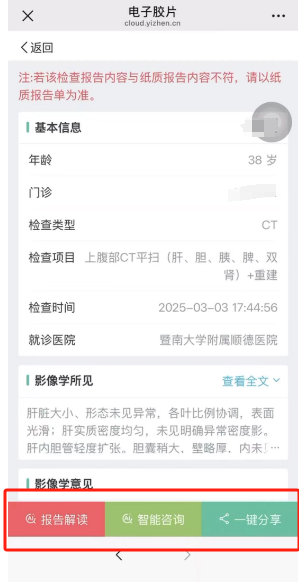 电子胶片
cloud.yizhen.cn
返回
注:若该检查报告内容与纸质报告内容不符，请以纸
质报告单为准。
基本信息
年龄 38 岁
门诊
检查类型 CT
检查项目 上腹部CT平扫（肝、胆、胰、脾、双
肾）+重建
检查时间 2025-03-03 17:44:56
就诊医院 暨南大学附属顺德医院
影像学所见 查看全文
肝脏大小、形态未见异常，各叶比例协调，表面
光滑；肝实质密度均匀，未见明确异常密度影。
肝内胆管轻度扩张。胆囊稍大，壁略厚，内未!…
影像学意见
AI 报告解读 AI 智能咨询 一键分享